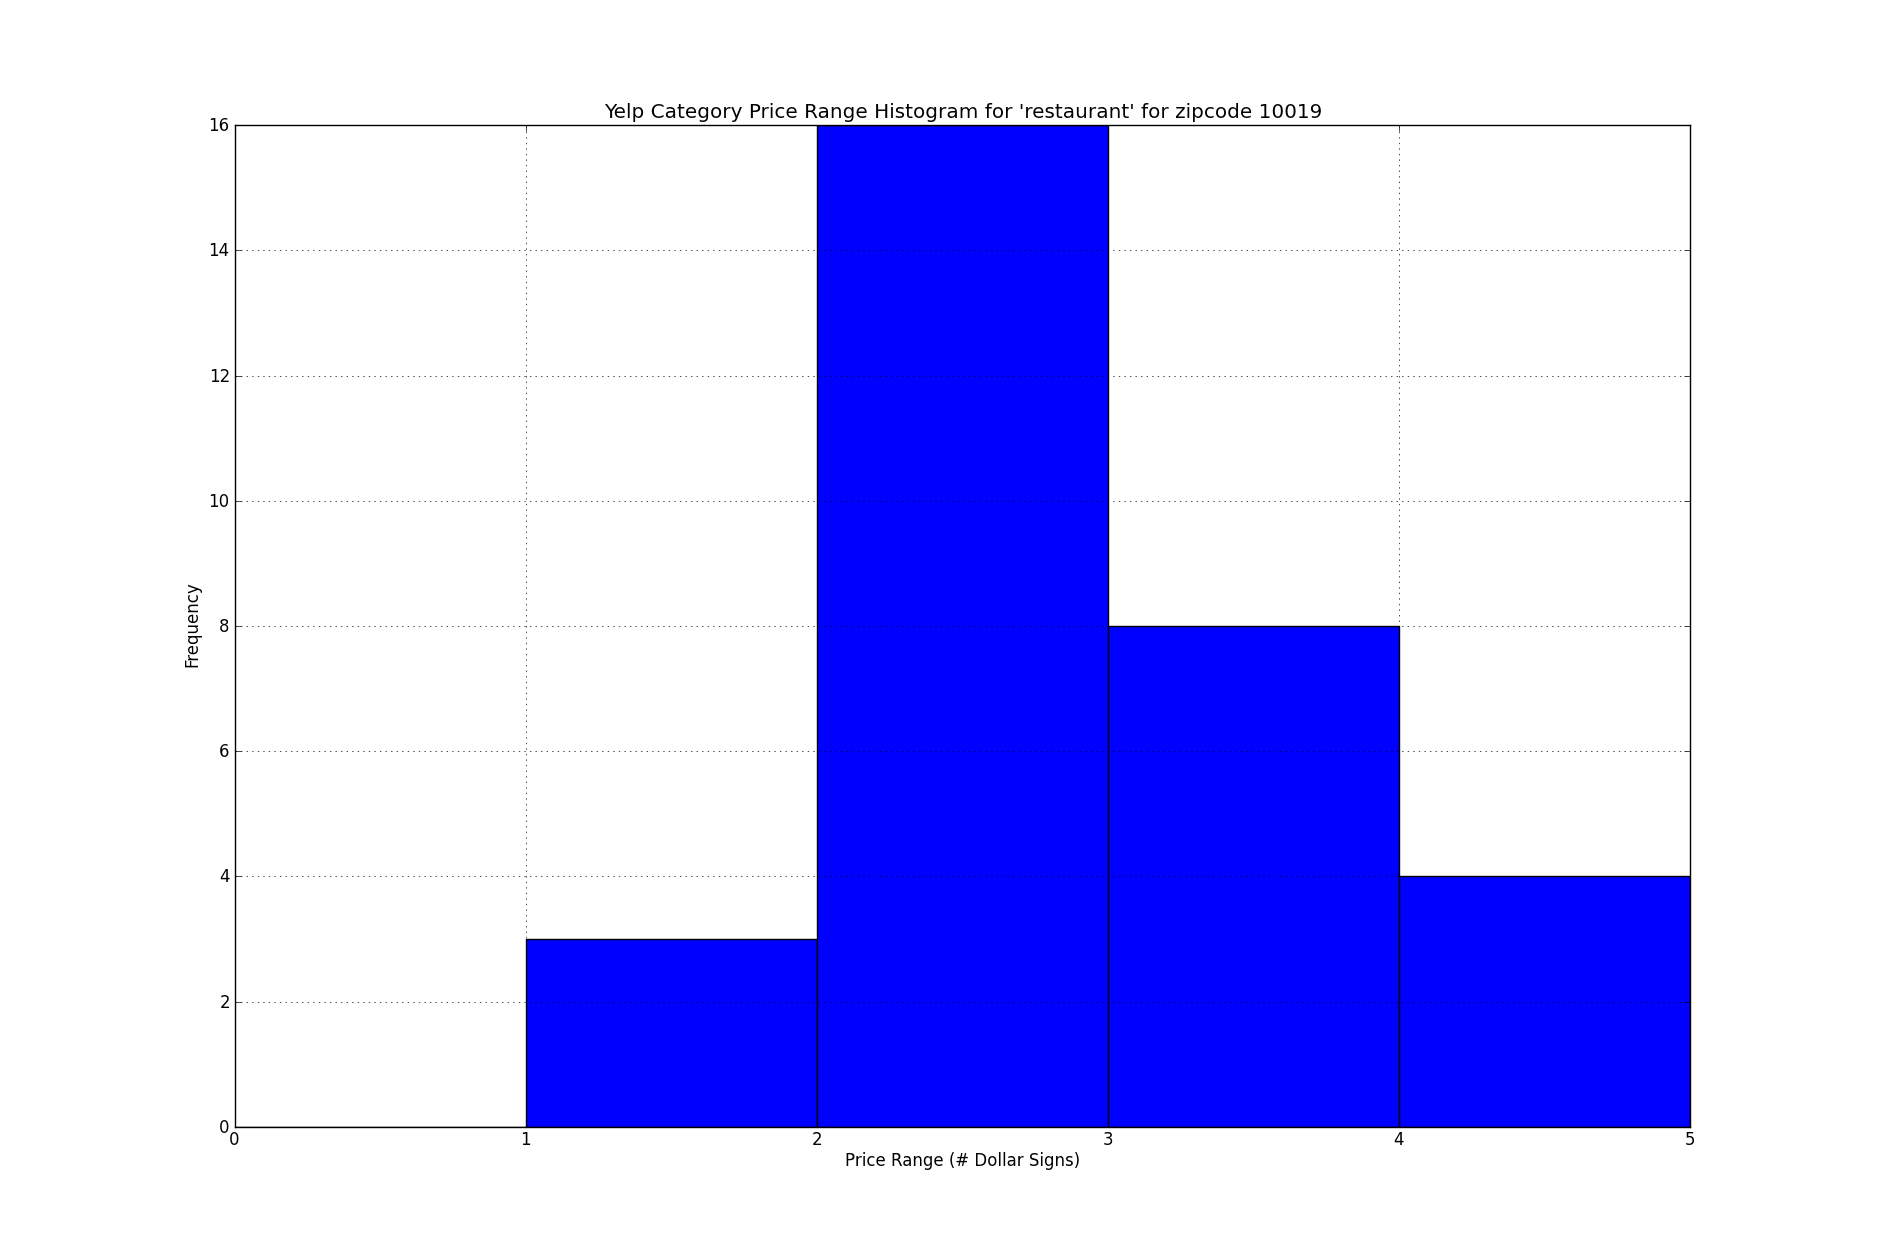 Yelp Category Price Range Histogram for 'restaurant' for zipcode 10019
16
14
12
10
8
6
4
2
0
Frequency
0 1 2 3 4 5
Price Range (# Dollar Signs)